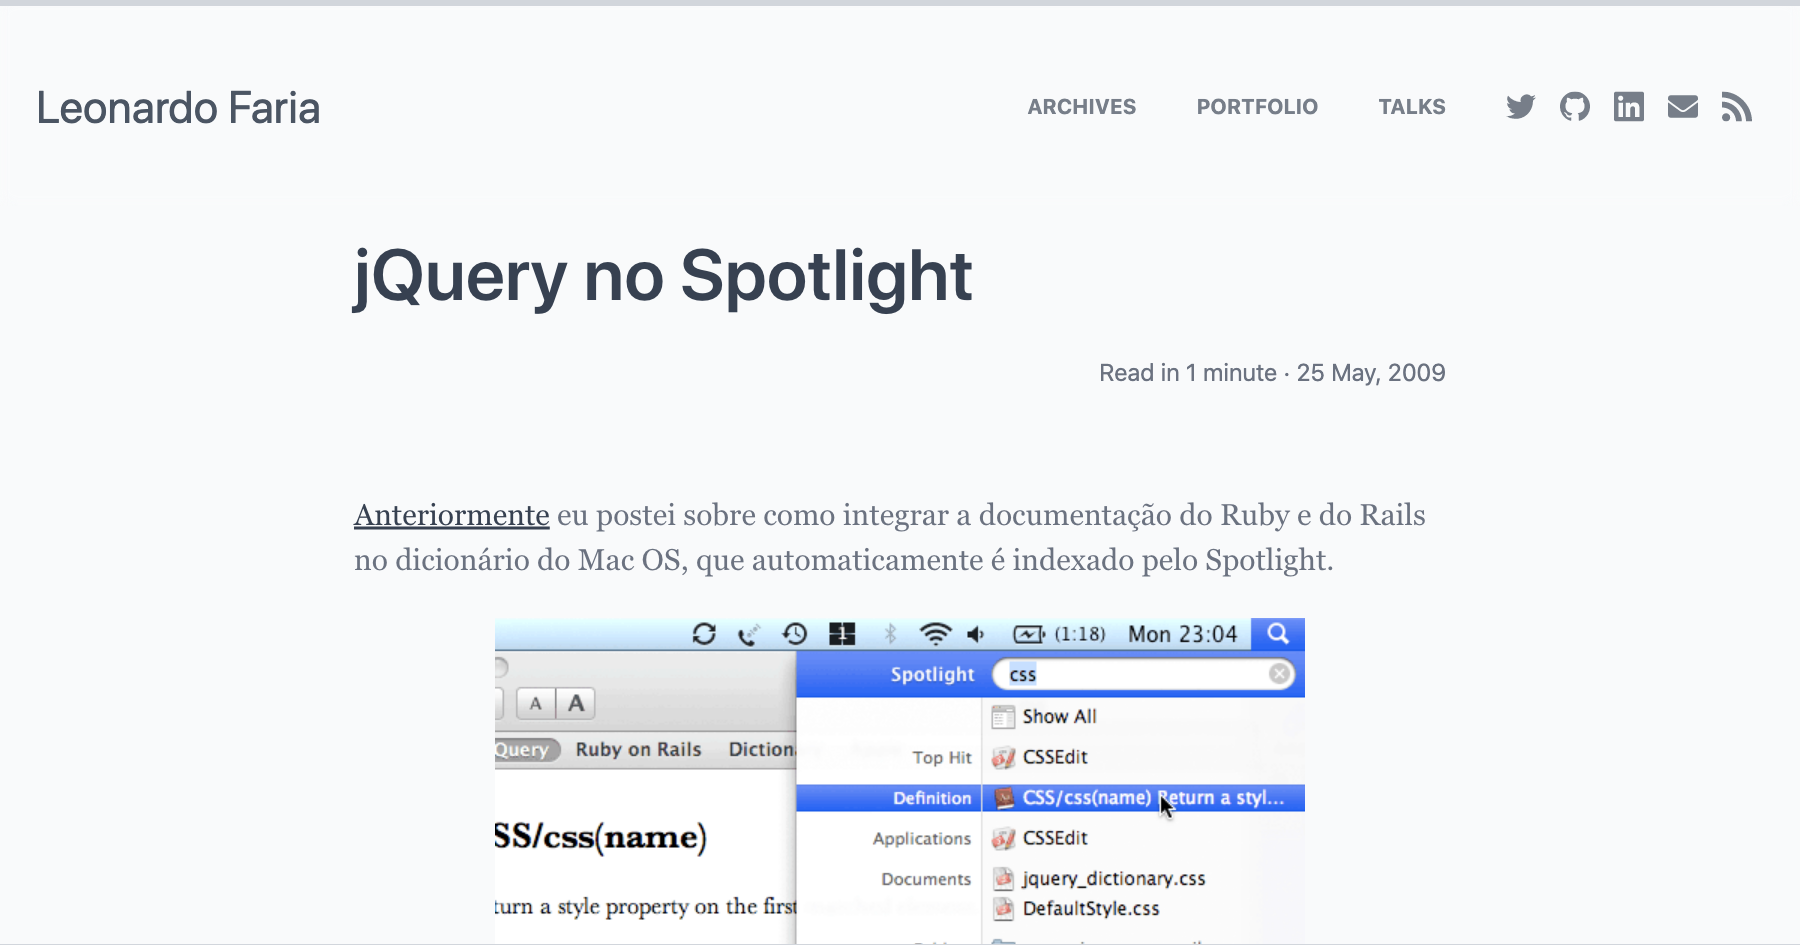 Leonardo Faria
ARCHIVES PORTFOLIO TALKS
jQuery no Spotlight
Read in 1 minute · 25 May, 2009
Anteriormente eu postei sobre como integrar a documentação do Ruby e do Rails
no dicionário do Mac OS, que automaticamente é indexado pelo Spotlight.
(1:18) Mon 23:04
Spotlight css
A A
Show All
Query Ruby on Rails Diction
Top Hit CSSEdit
Definition CSS/css(name) Return a styl...
SS/css(name)
Applications CSSEdit
Documents jquery_dictionary.css
turn a style property on the first
DefaultStyle.css